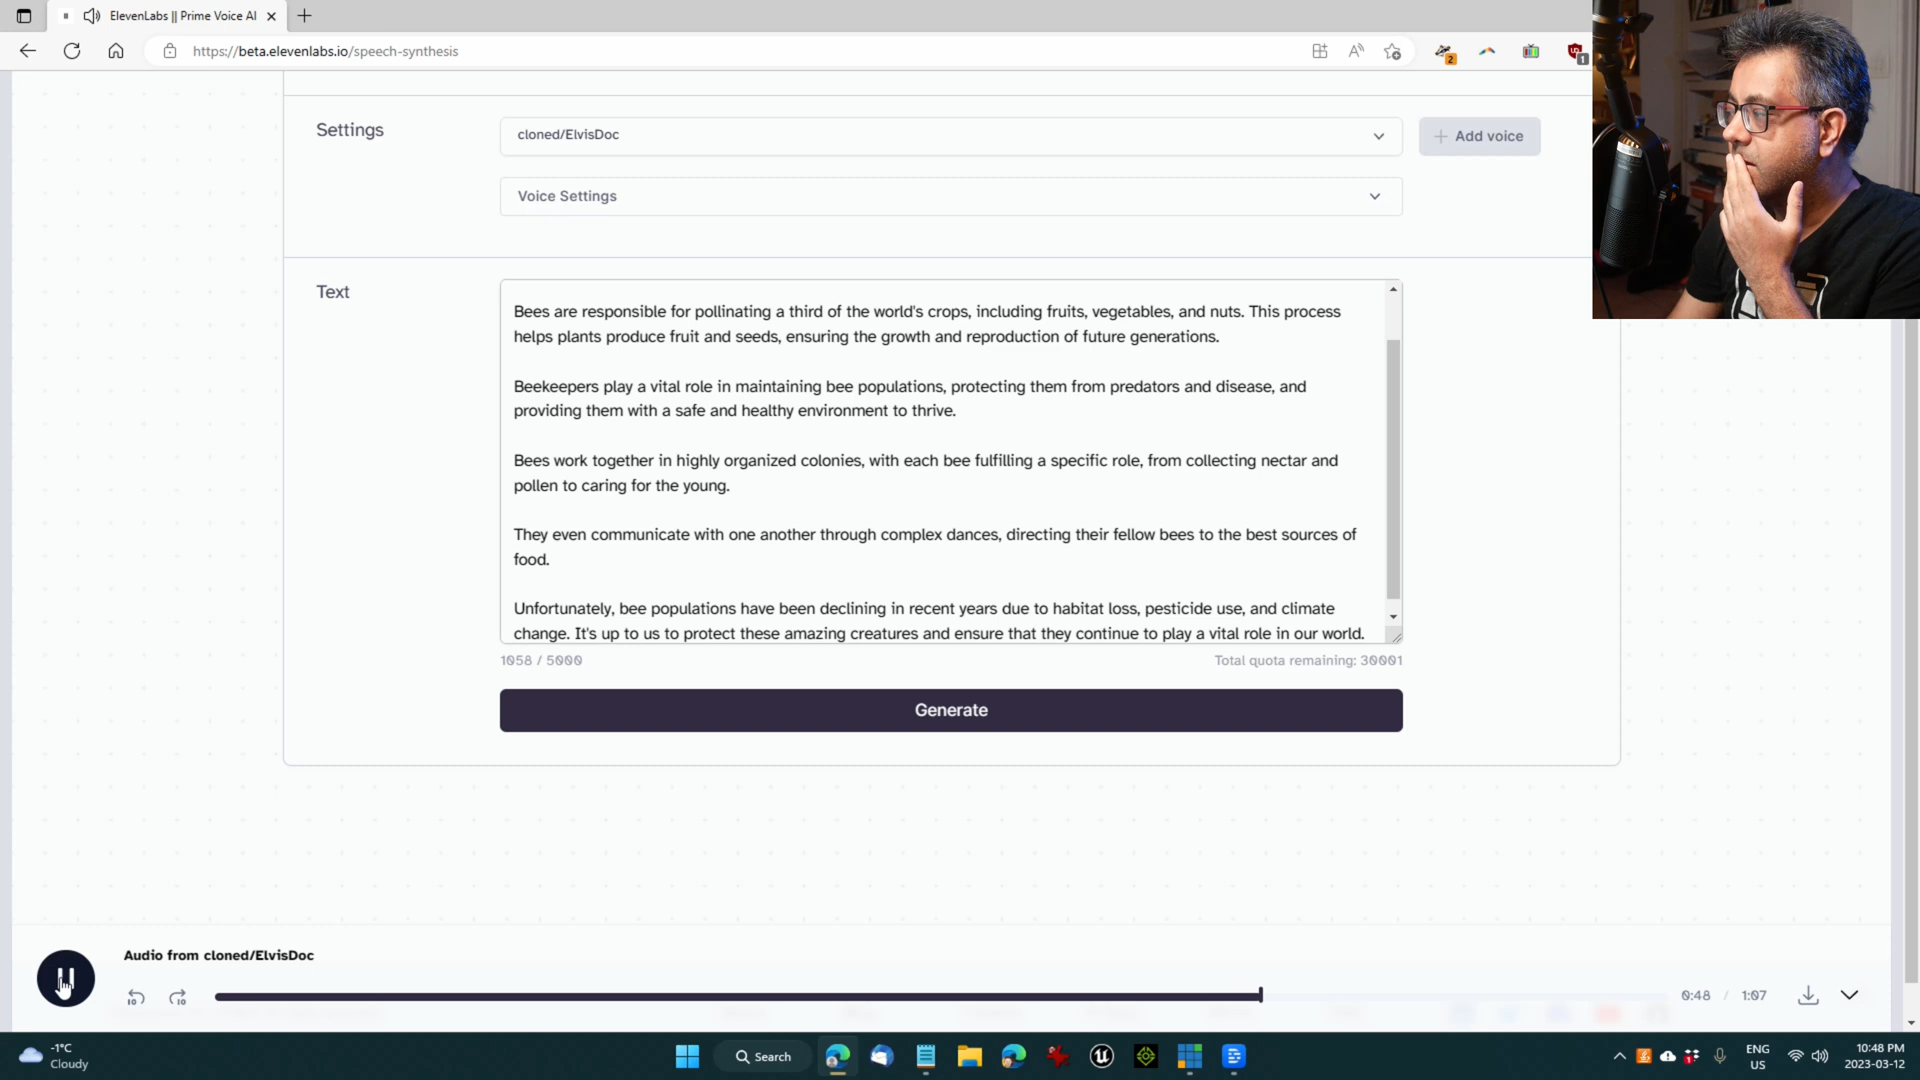 ElevenLabs || Prime Voice AI
https://beta.elevenlabs.io/speech-synthesis
2
1
Settings
cloned/ElvisDoc
Add voice
Voice Settings
Text
Bees are responsible for pollinating a third of the world's crops, including fruits, vegetables, and nuts. This process
helps plants produce fruit and seeds, ensuring the growth and reproduction of future generations.
Beekeepers play a vital role in maintaining bee populations, protecting them from predators and disease, and
providing them with a safe and healthy environment to thrive.
Bees work together in highly organized colonies, with each bee fulfilling a specific role, from collecting nectar and
pollen to caring for the young.
They even communicate with one another through complex dances, directing their fellow bees to the best sources of
food.
Unfortunately, bee populations have been declining in recent years due to habitat loss, pesticide use, and climate
change. It's up to us to protect these amazing creatures and ensure that they continue to play a vital role in our world.
1058 / 5000
Total quota remaining: 30001
Generate
Audio from cloned/ElvisDoc
10
10
0:48 / 1:07
-1°C
Cloudy
Search
ENG
US
10:48 PM
2023-03-12